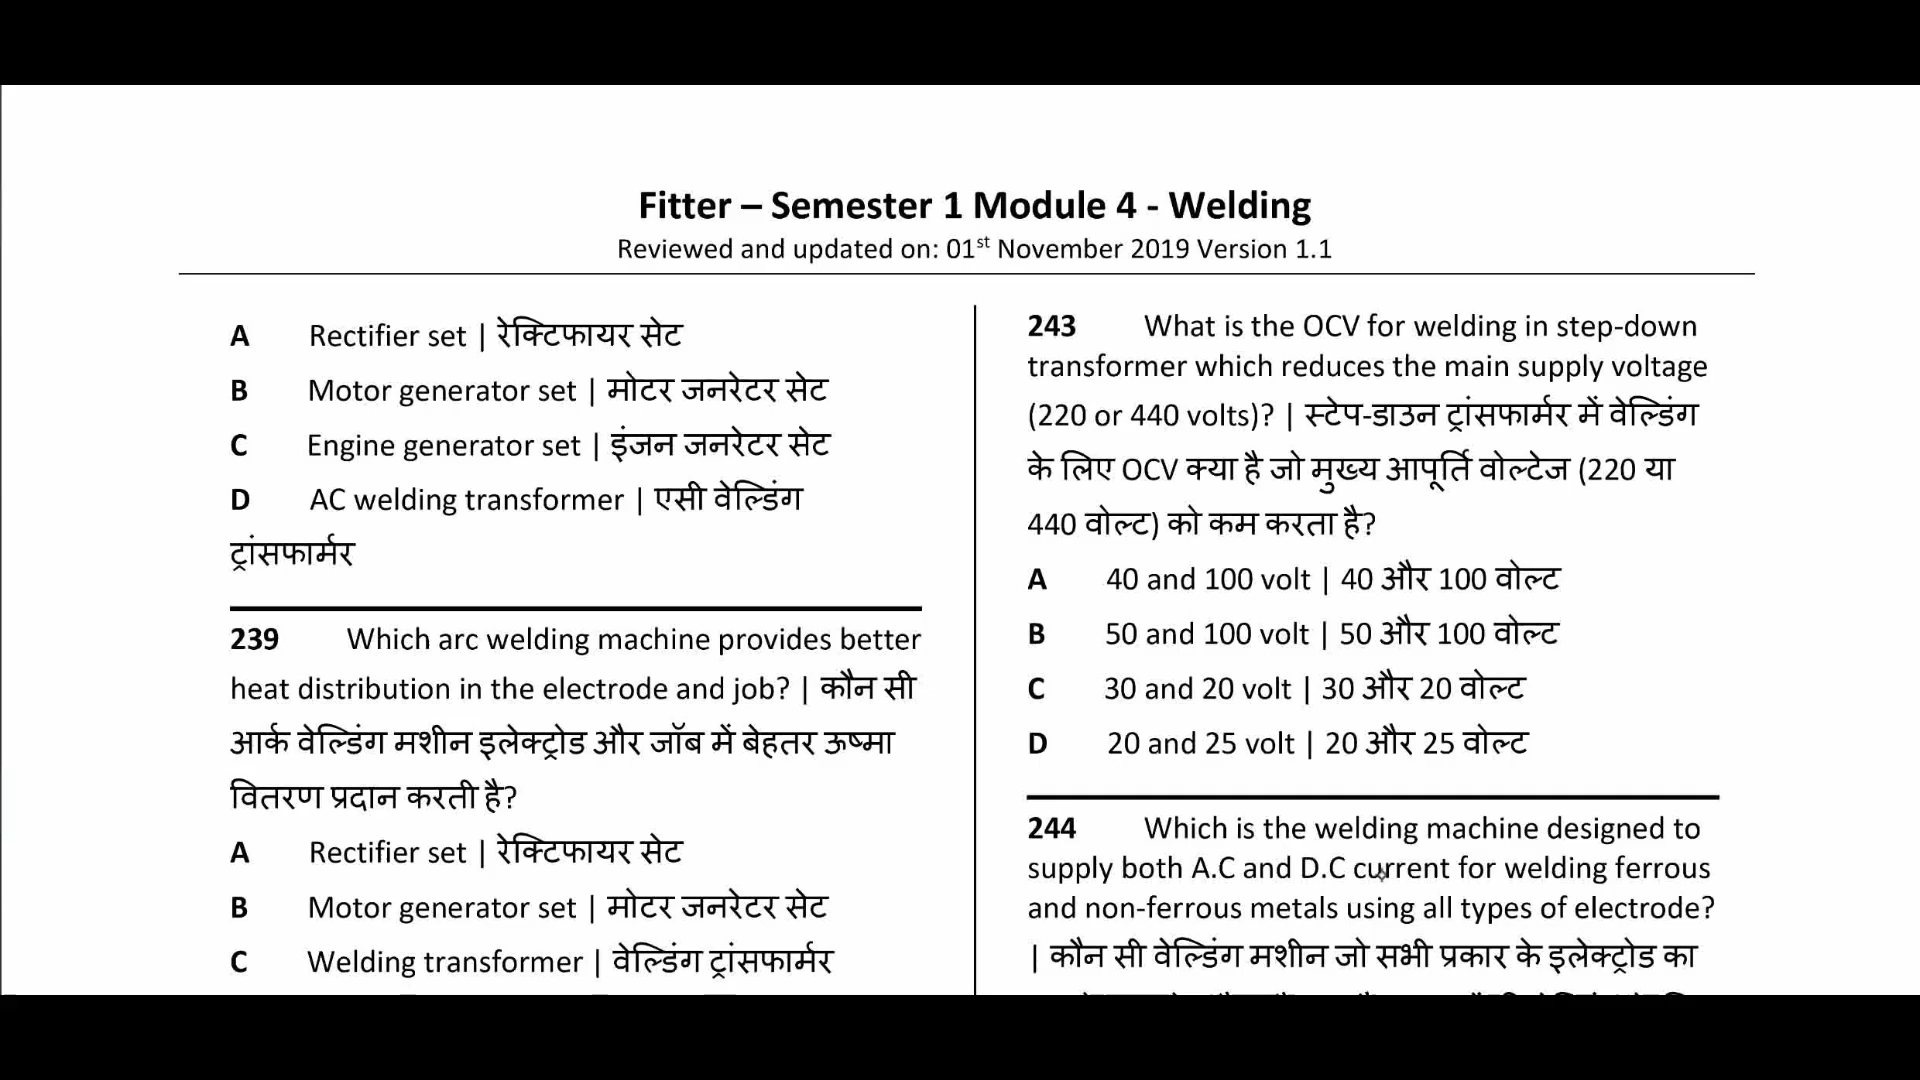 Fitter – Semester 1 Module 4 - Welding
Reviewed and updated on: 01st November 2019 Version 1.1
A Rectifier set | रेक्टिफायर सेट
B Motor generator set | मोटर जनरेटर सेट
C Engine generator set | इंजन जनरेटर सेट
D AC welding transformer | एसी वेल्डिंग
ट्रांसफार्मर
239 Which arc welding machine provides better
heat distribution in the electrode and job? | कौन सी
आर्क वेल्डिंग मशीन इलेक्ट्रोड और जॉब में बेहतर ऊष्मा
वितरण प्रदान करती है?
A Rectifier set | रेक्टिफायर सेट
B Motor generator set | मोटर जनरेटर सेट
C Welding transformer | वेल्डिंग ट्रांसफार्मर
243 What is the OCV for welding in step-down
transformer which reduces the main supply voltage
(220 or 440 volts)? | स्टेप-डाउन ट्रांसफार्मर में वेल्डिंग
के लिए OCV क्या है जो मुख्य आपूर्ति वोल्टेज (220 या
440 वोल्ट) को कम करता है?
A 40 and 100 volt | 40 और 100 वोल्ट
B 50 and 100 volt | 50 और 100 वोल्ट
C 30 and 20 volt | 30 और 20 वोल्ट
D 20 and 25 volt | 20 और 25 वोल्ट
244 Which is the welding machine designed to
supply both A.C and D.C current for welding ferrous
and non-ferrous metals using all types of electrode?
| कौन सी वेल्डिंग मशीन जो सभी प्रकार के इलेक्ट्रोड का